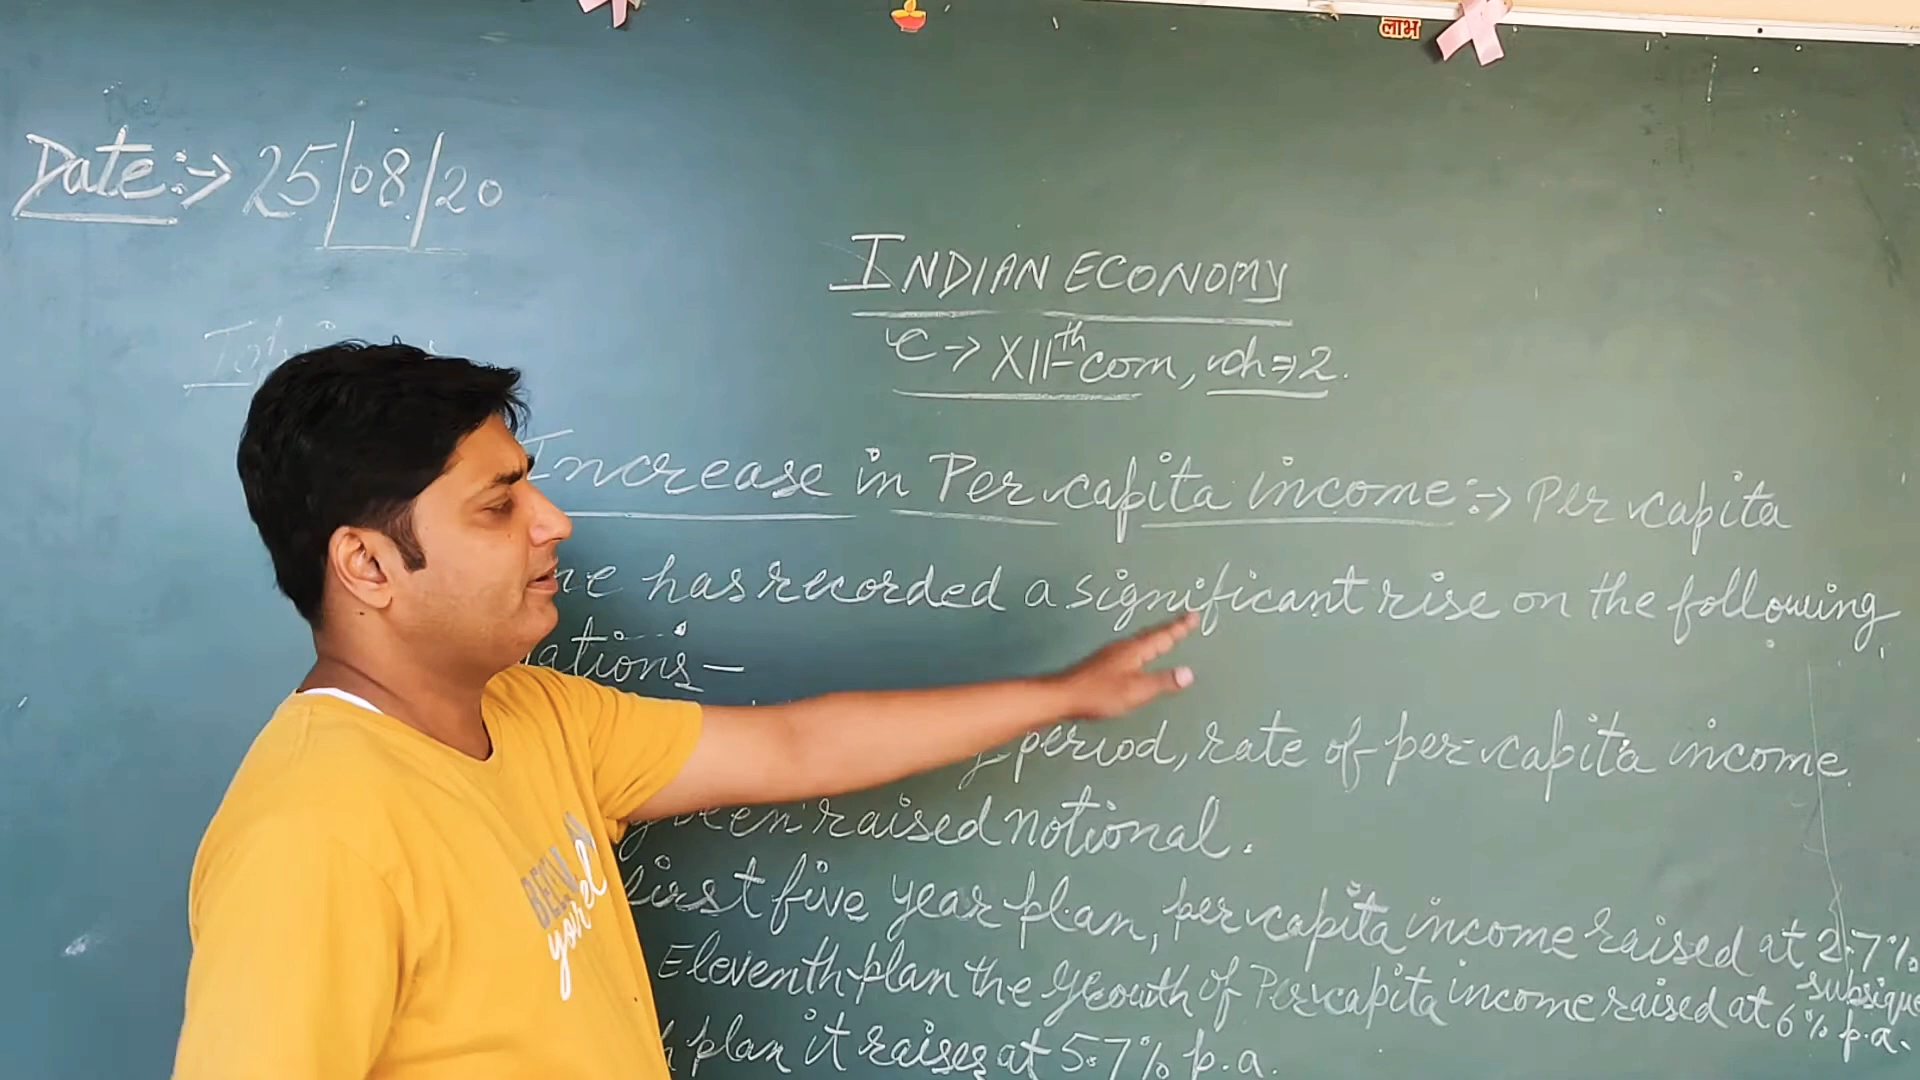 लाभ
Date:→ 25/08/20
INDIAN ECONOMY
C → XIIth com, ch⇒2.
Increase in Per capita income:→ Per capita
has recorded a significant rise on the following
period, rate of per capita income
been raised notional.
first five year plan, per capita income raised at 2.7%
Eleventh plan the growth of Per capita income raised at 6% p.a.
plan it raises at 5.7% p.a.